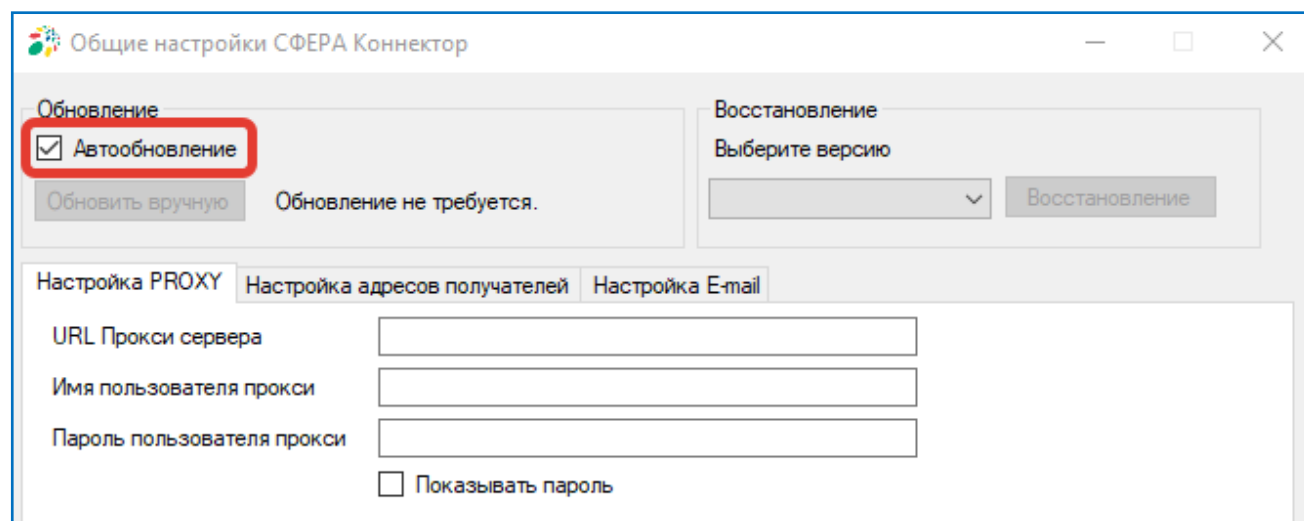 Общие настройки СФЕРА Коннектор
Обновление
Автообновление
Обновить вручную
Обновление не требуется.
Восстановление
Выберите версию
Восстановление
Настройка PROXY
Настройка адресов получателей
Настройка E-mail
URL Прокси сервера
Имя пользователя прокси
Пароль пользователя прокси
Показывать пароль